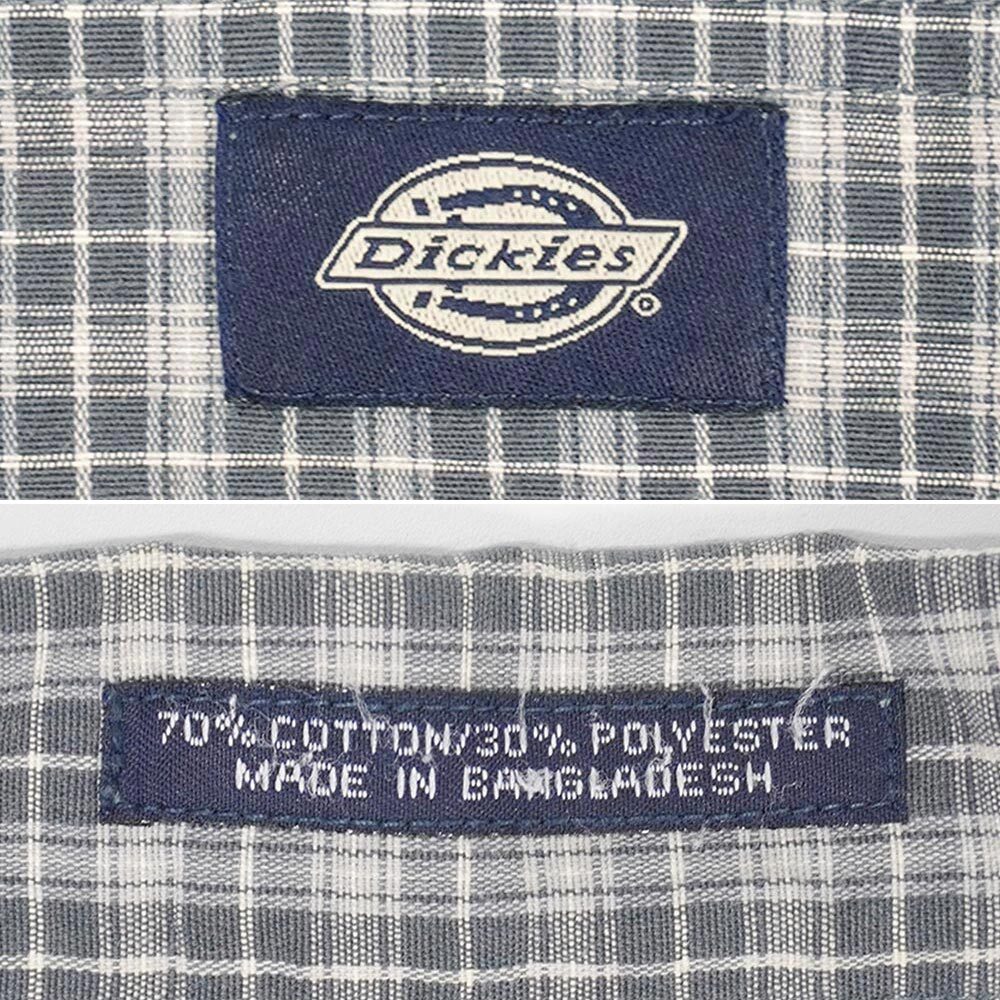 Dickies®
70% COTTON/30% POLYESTER
MADE IN BANGLADESH